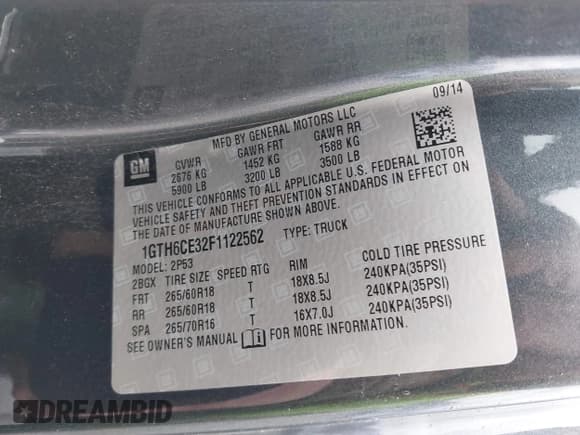 09/14
MFD BY GENERAL MOTORS LLC
GM
GVWR GAWR FRT GAWR RR
2676 KG 1452 KG 1588 KG
5900 LB 3200 LB 3500 LB
THIS VEHICLE CONFORMS TO ALL APPLICABLE U.S. FEDERAL MOTOR
VEHICLE SAFETY AND THEFT PREVENTION STANDARDS IN EFFECT ON
THE DATE OF MANUFACTURE SHOWN ABOVE.
1GTH6CE32F1122562 TYPE: TRUCK
MODEL: 2P53
2BGX TIRE SIZE SPEED RTG RIM COLD TIRE PRESSURE
FRT 265/60R18 T 18X8.5J 240KPA(35PSI)
RR 265/60R18 T 18X8.5J 240KPA(35PSI)
SPA 265/70R16 T 16X7.0J 240KPA(35PSI)
SEE OWNER'S MANUAL FOR MORE INFORMATION.
DREAMBID